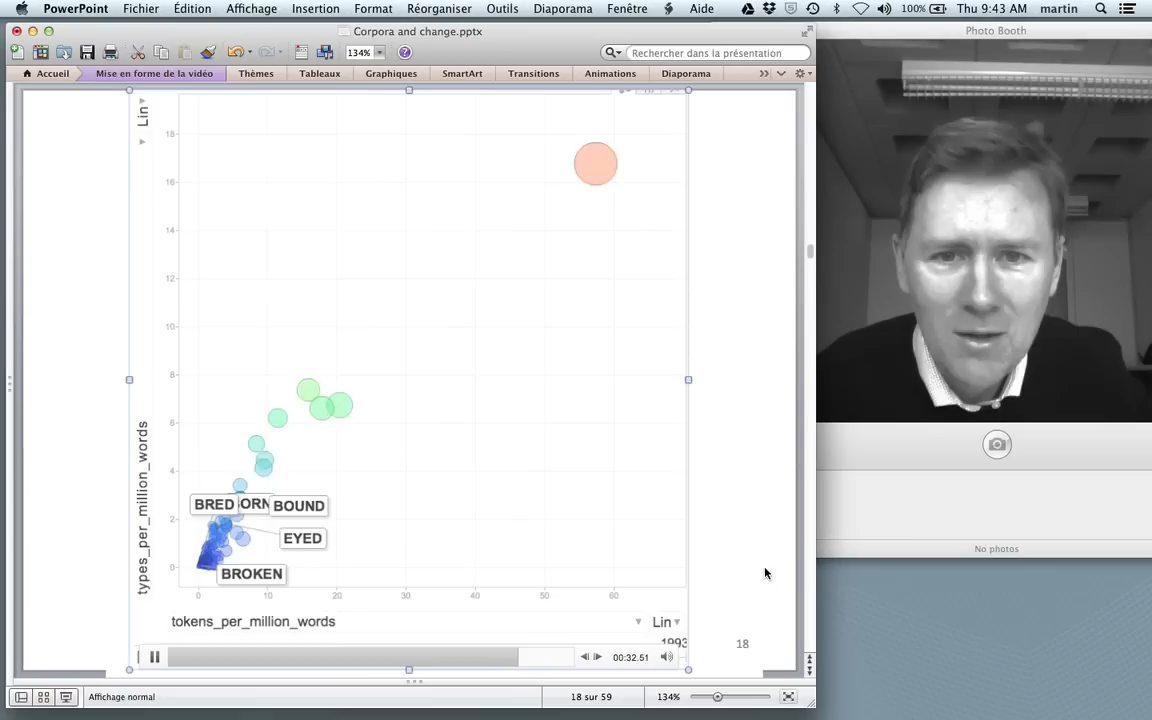 PowerPoint Fichier Édition Affichage Insertion Format Réorganiser Outils Diaporama Fenêtre Aide 100% Thu 9:43 AM martin
Corpora and change.pptx
Photo Booth
134% Rechercher dans la présentation
Accueil Mise en forme de la vidéo Thèmes Tableaux Graphiques SmartArt Transitions Animations Diaporama
Lin
18
16
14
12
10
8
6
4
2
0
types_per_million_words
BRED ORN BOUND
EYED
BROKEN
0 10 20 30 40 50 60
tokens_per_million_words Lin
1993
18
00:32.51
Affichage normal 18 sur 59 134%
No photos